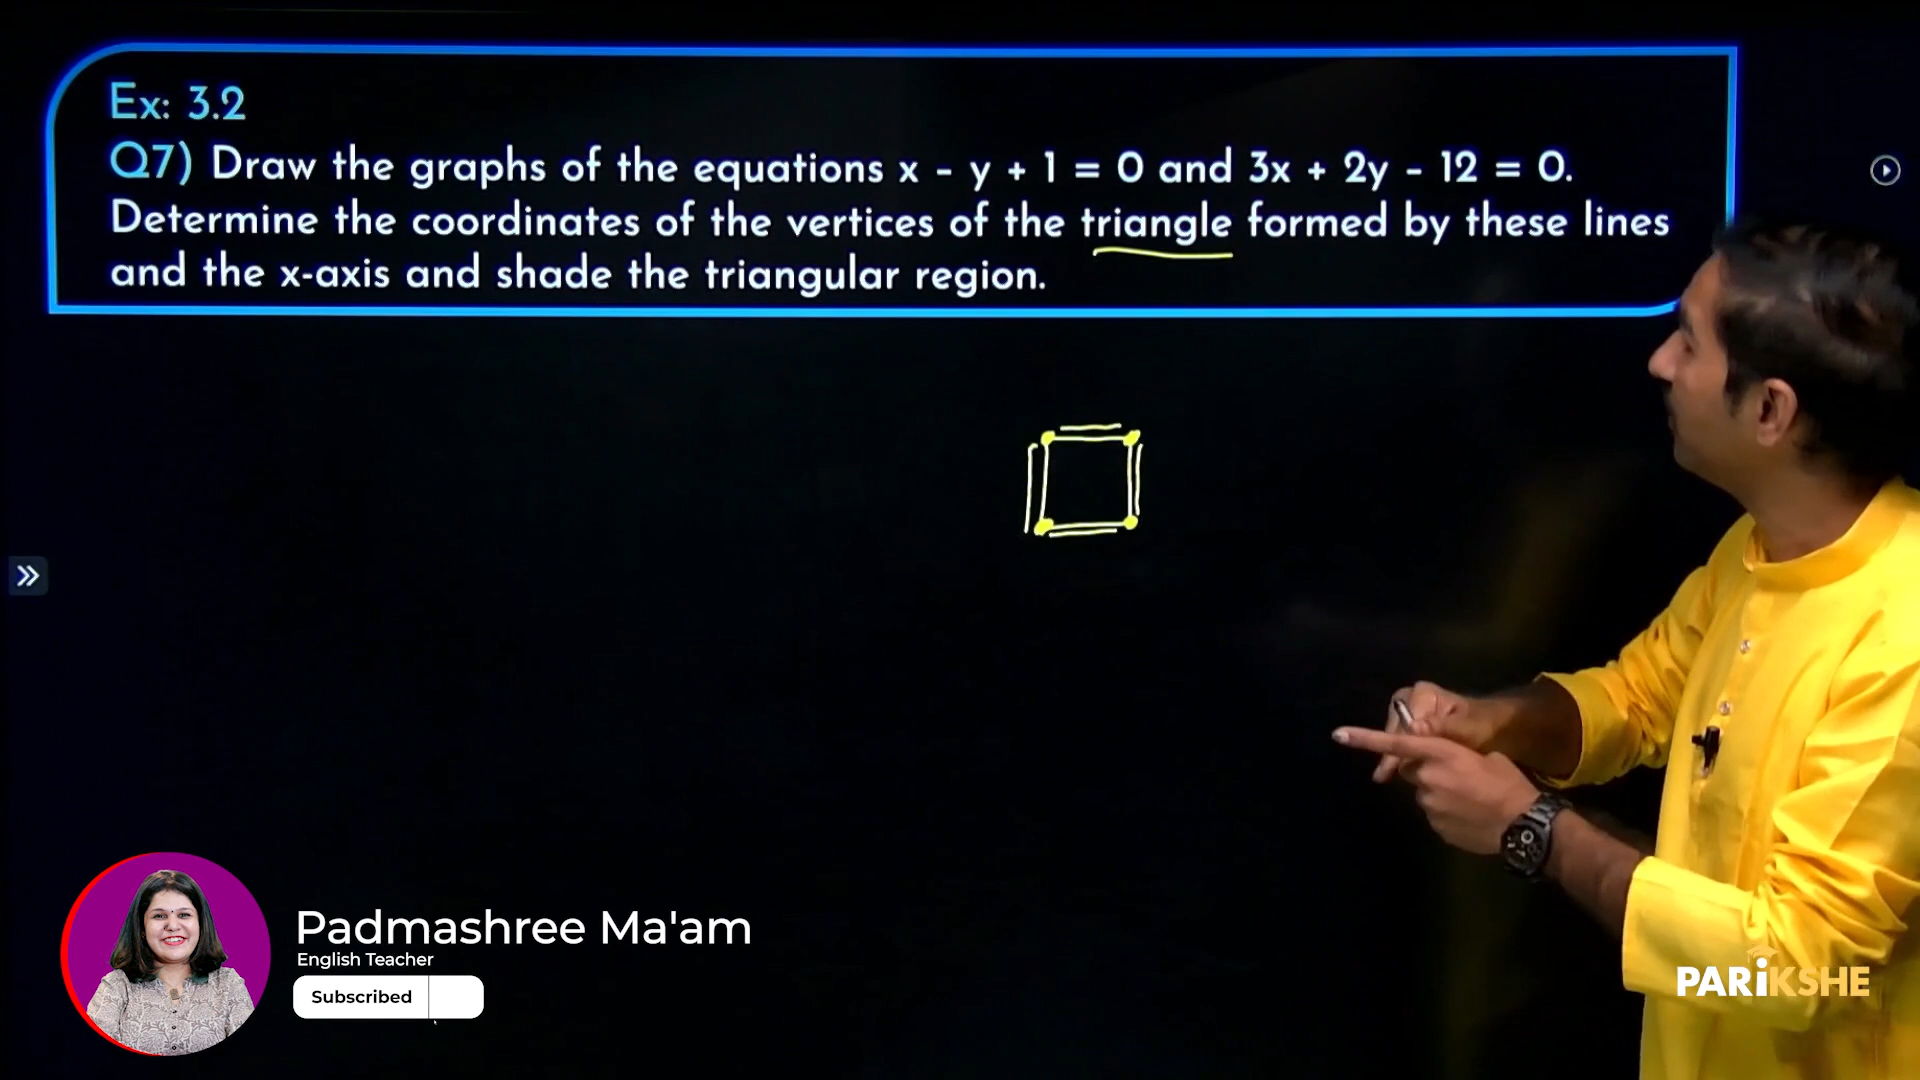 Ex: 3.2
Q7) Draw the graphs of the equations x - y + 1 = 0 and 3x + 2y - 12 = 0.
Determine the coordinates of the vertices of the triangle formed by these lines
and the x-axis and shade the triangular region.
Padmashree Ma'am
English Teacher
Subscribed
PARIKSHE